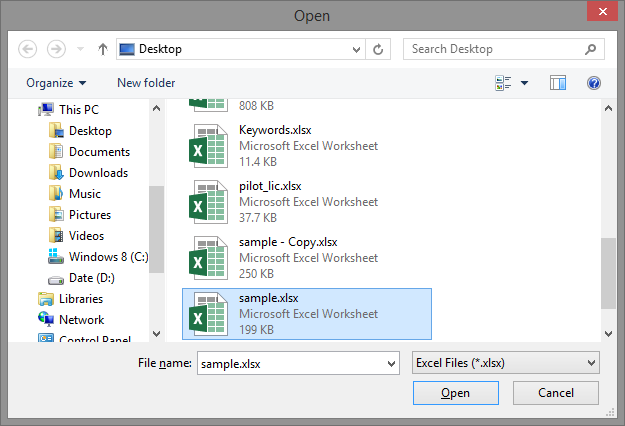 Open
Desktop
Search Desktop
Organize
New folder
This PC
Desktop
Documents
Downloads
Music
Pictures
Videos
Windows 8 (C:)
Date (D:)
Libraries
Network
Control Panel
808 KB
Keywords.xlsx
Microsoft Excel Worksheet
11.4 KB
pilot_lic.xlsx
Microsoft Excel Worksheet
37.7 KB
sample - Copy.xlsx
Microsoft Excel Worksheet
250 KB
sample.xlsx
Microsoft Excel Worksheet
199 KB
File name:
sample.xlsx
Excel Files (*.xlsx)
Open
Cancel